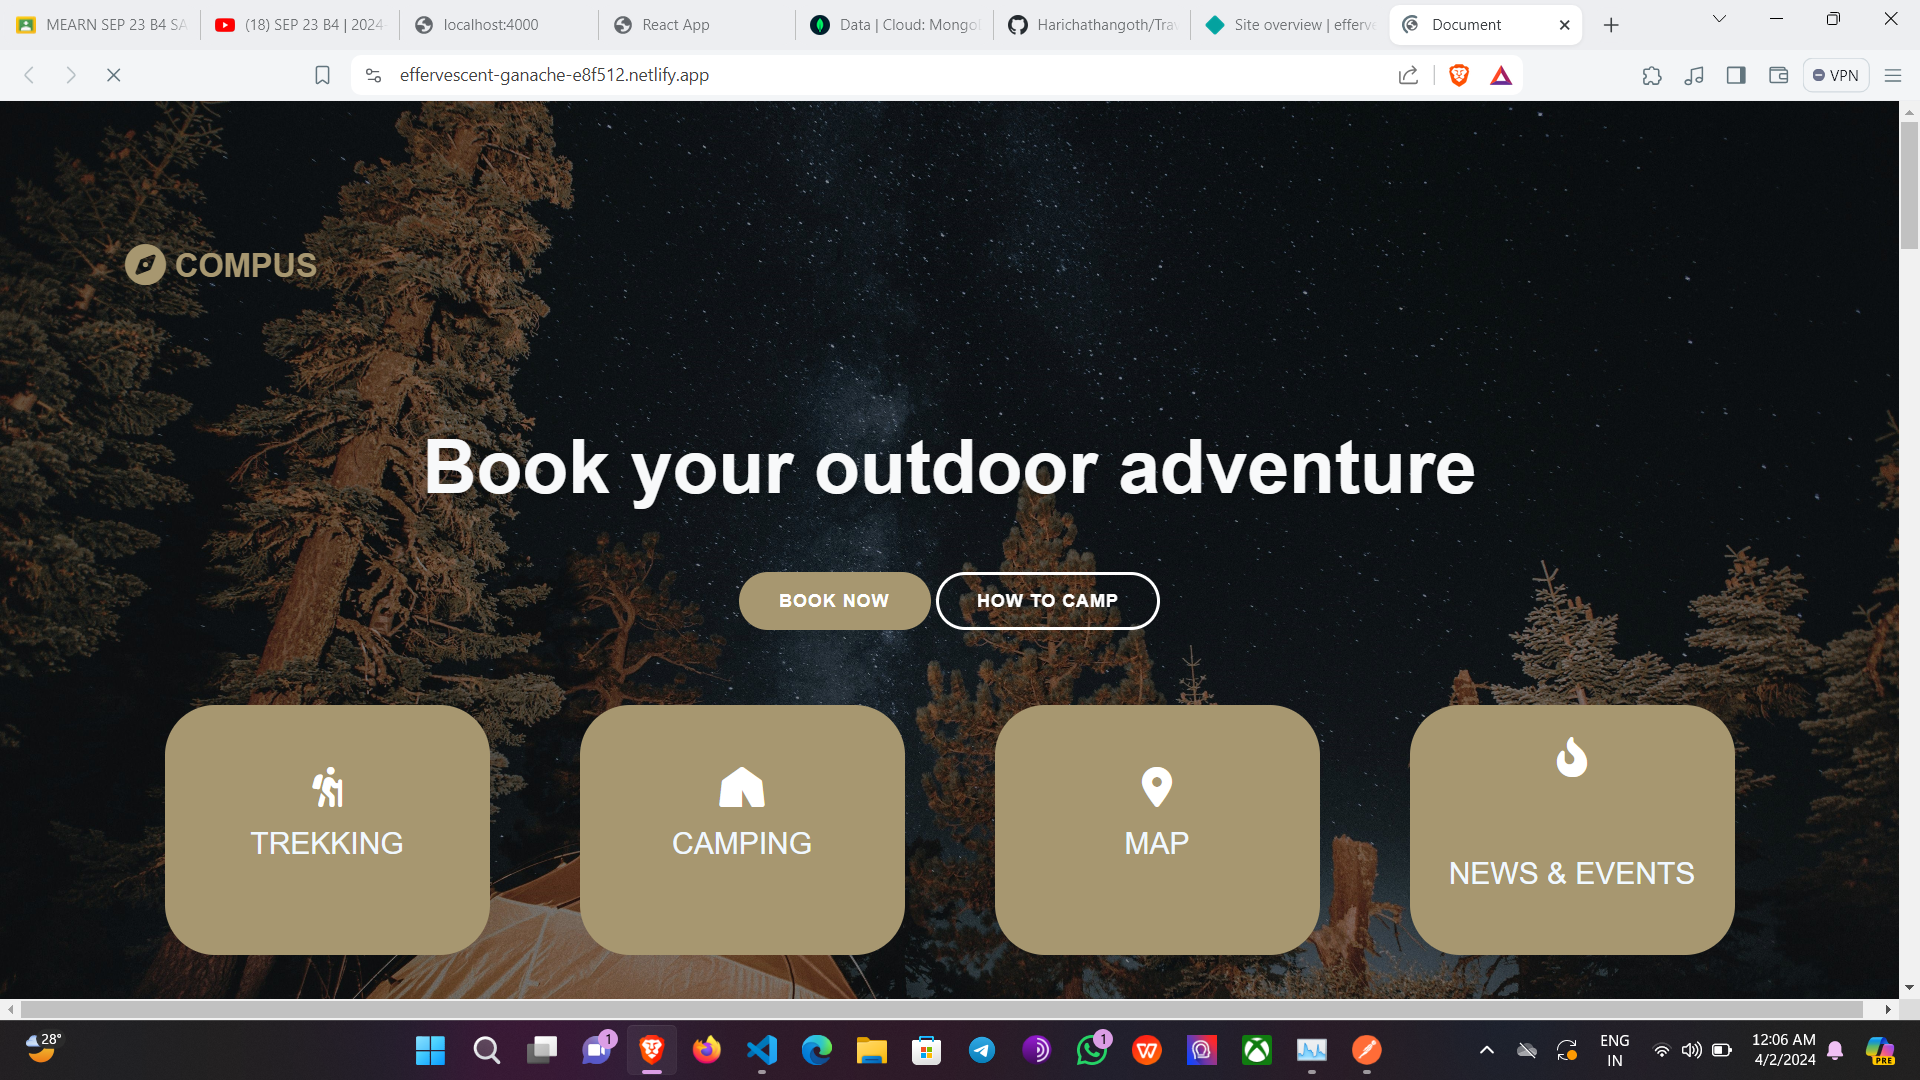 MEARN SEP 23 B4 SA
(18) SEP 23 B4 | 2024-
localhost:4000
React App
Data | Cloud: Mongo
Harichathangoth/Tra
Site overview | efferve
Document
effervescent-ganache-e8f512.netlify.app
VPN
COMPUS
Book your outdoor adventure
BOOK NOW
HOW TO CAMP
TREKKING
CAMPING
MAP
NEWS & EVENTS
28°
1
1
ENG
IN
12:06 AM
4/2/2024
PRE